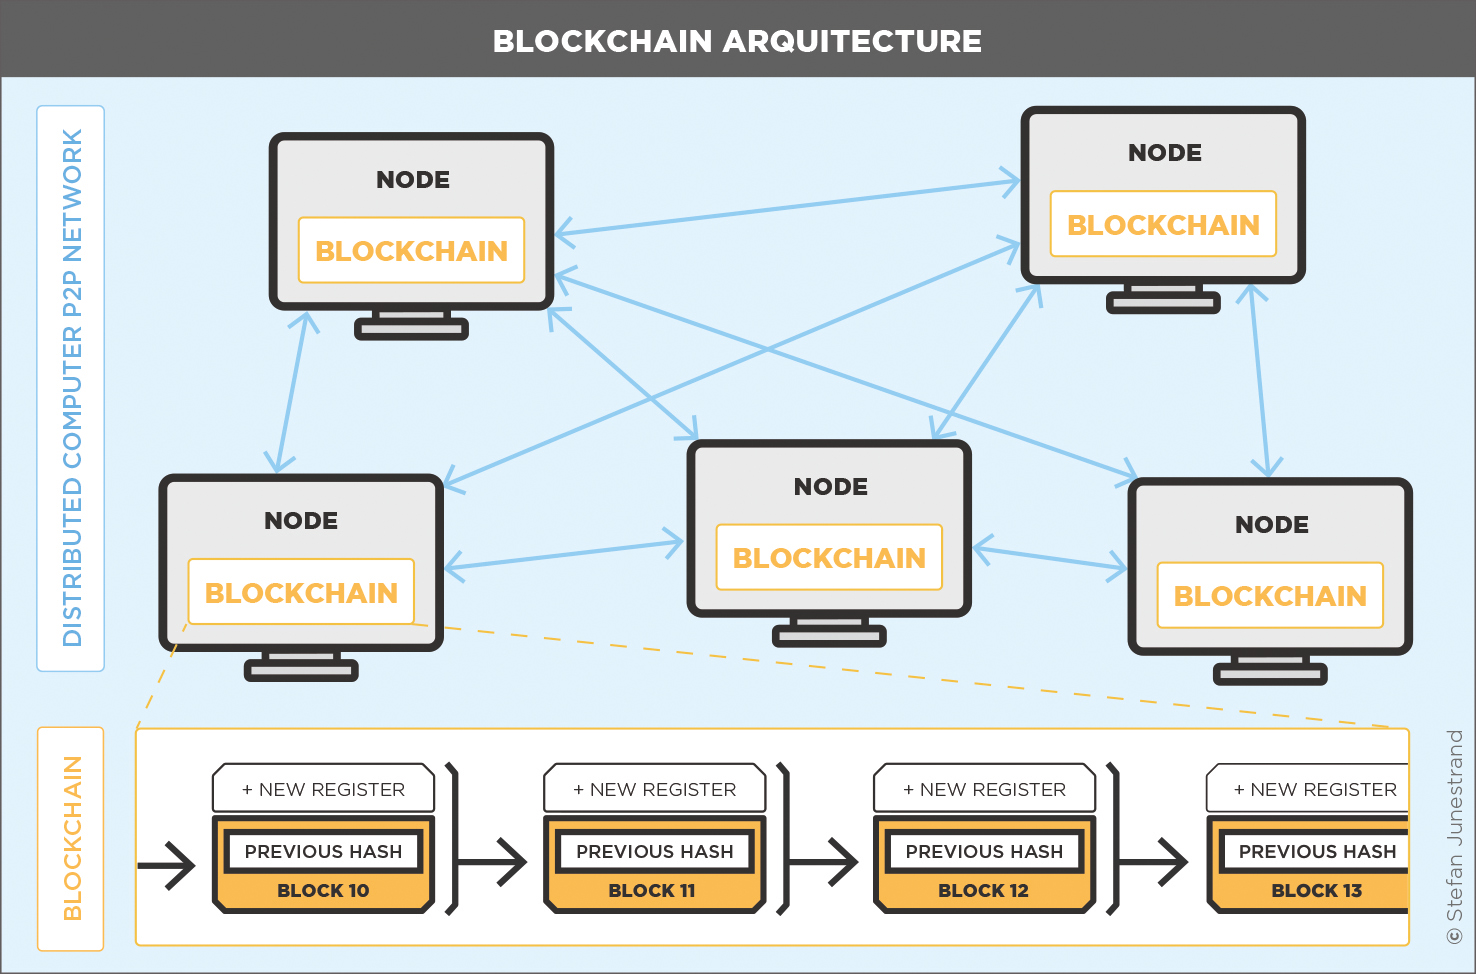 BLOCKCHAIN ARQUITECTURE
DISTRIBUTED COMPUTER P2P NETWORK
NODE
BLOCKCHAIN
NODE
BLOCKCHAIN
NODE
BLOCKCHAIN
NODE
BLOCKCHAIN
NODE
BLOCKCHAIN
BLOCKCHAIN
+ NEW REGISTER
PREVIOUS HASH
BLOCK 10
+ NEW REGISTER
PREVIOUS HASH
BLOCK 11
+ NEW REGISTER
PREVIOUS HASH
BLOCK 12
+ NEW REGISTER
PREVIOUS HASH
BLOCK 13
© Stefan Junestrand